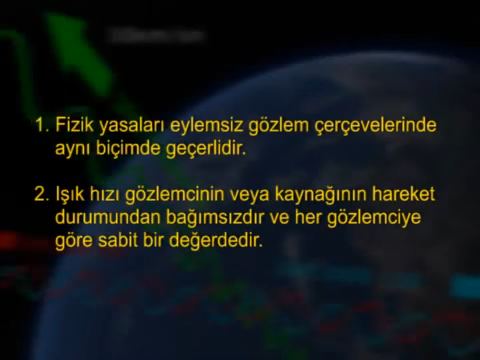 1. Fizik yasaları eylemsiz gözlem çerçevelerinde
aynı biçimde geçerlidir.
2. Işık hızı gözlemcinin veya kaynağının hareket
durumundan bağımsızdır ve her gözlemciye
göre sabit bir değerdedir.